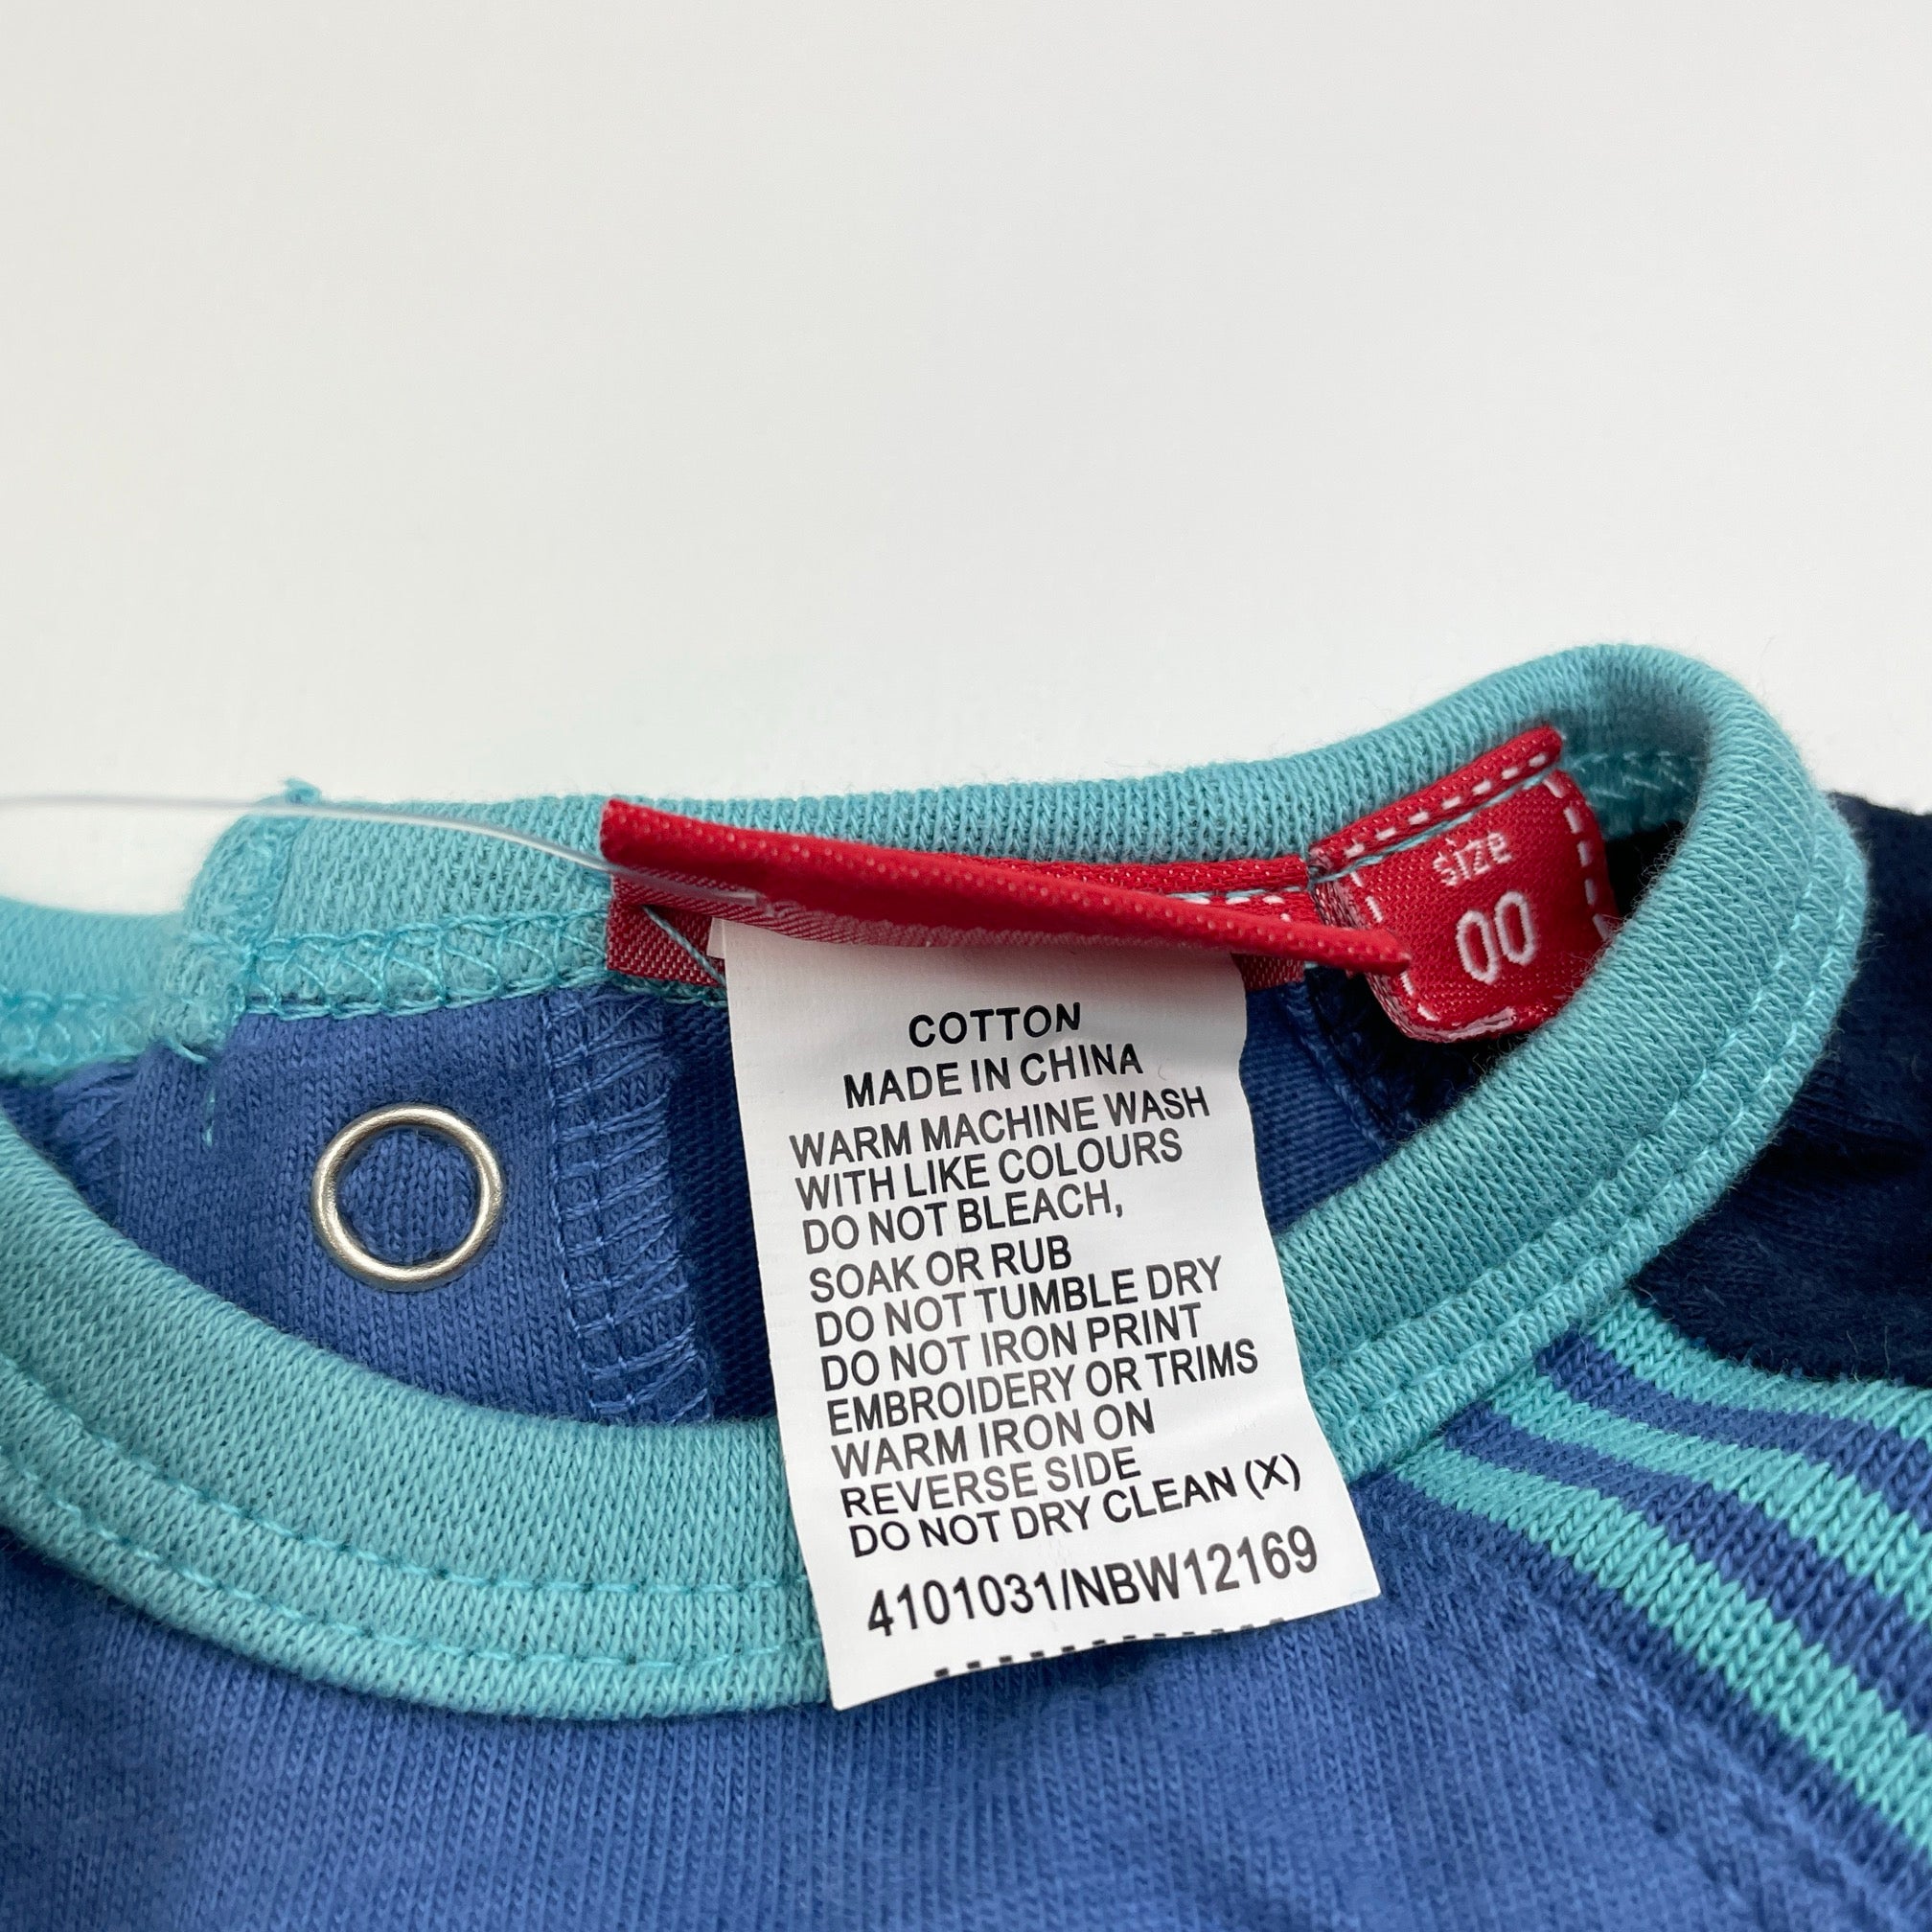 size
00
COTTON
MADE IN CHINA
WARM MACHINE WASH
WITH LIKE COLOURS
DO NOT BLEACH,
SOAK OR RUB
DO NOT TUMBLE DRY
DO NOT IRON PRINT
EMBROIDERY OR TRIMS
WARM IRON ON
REVERSE SIDE
DO NOT DRY CLEAN (X)
4101031/NBW12169